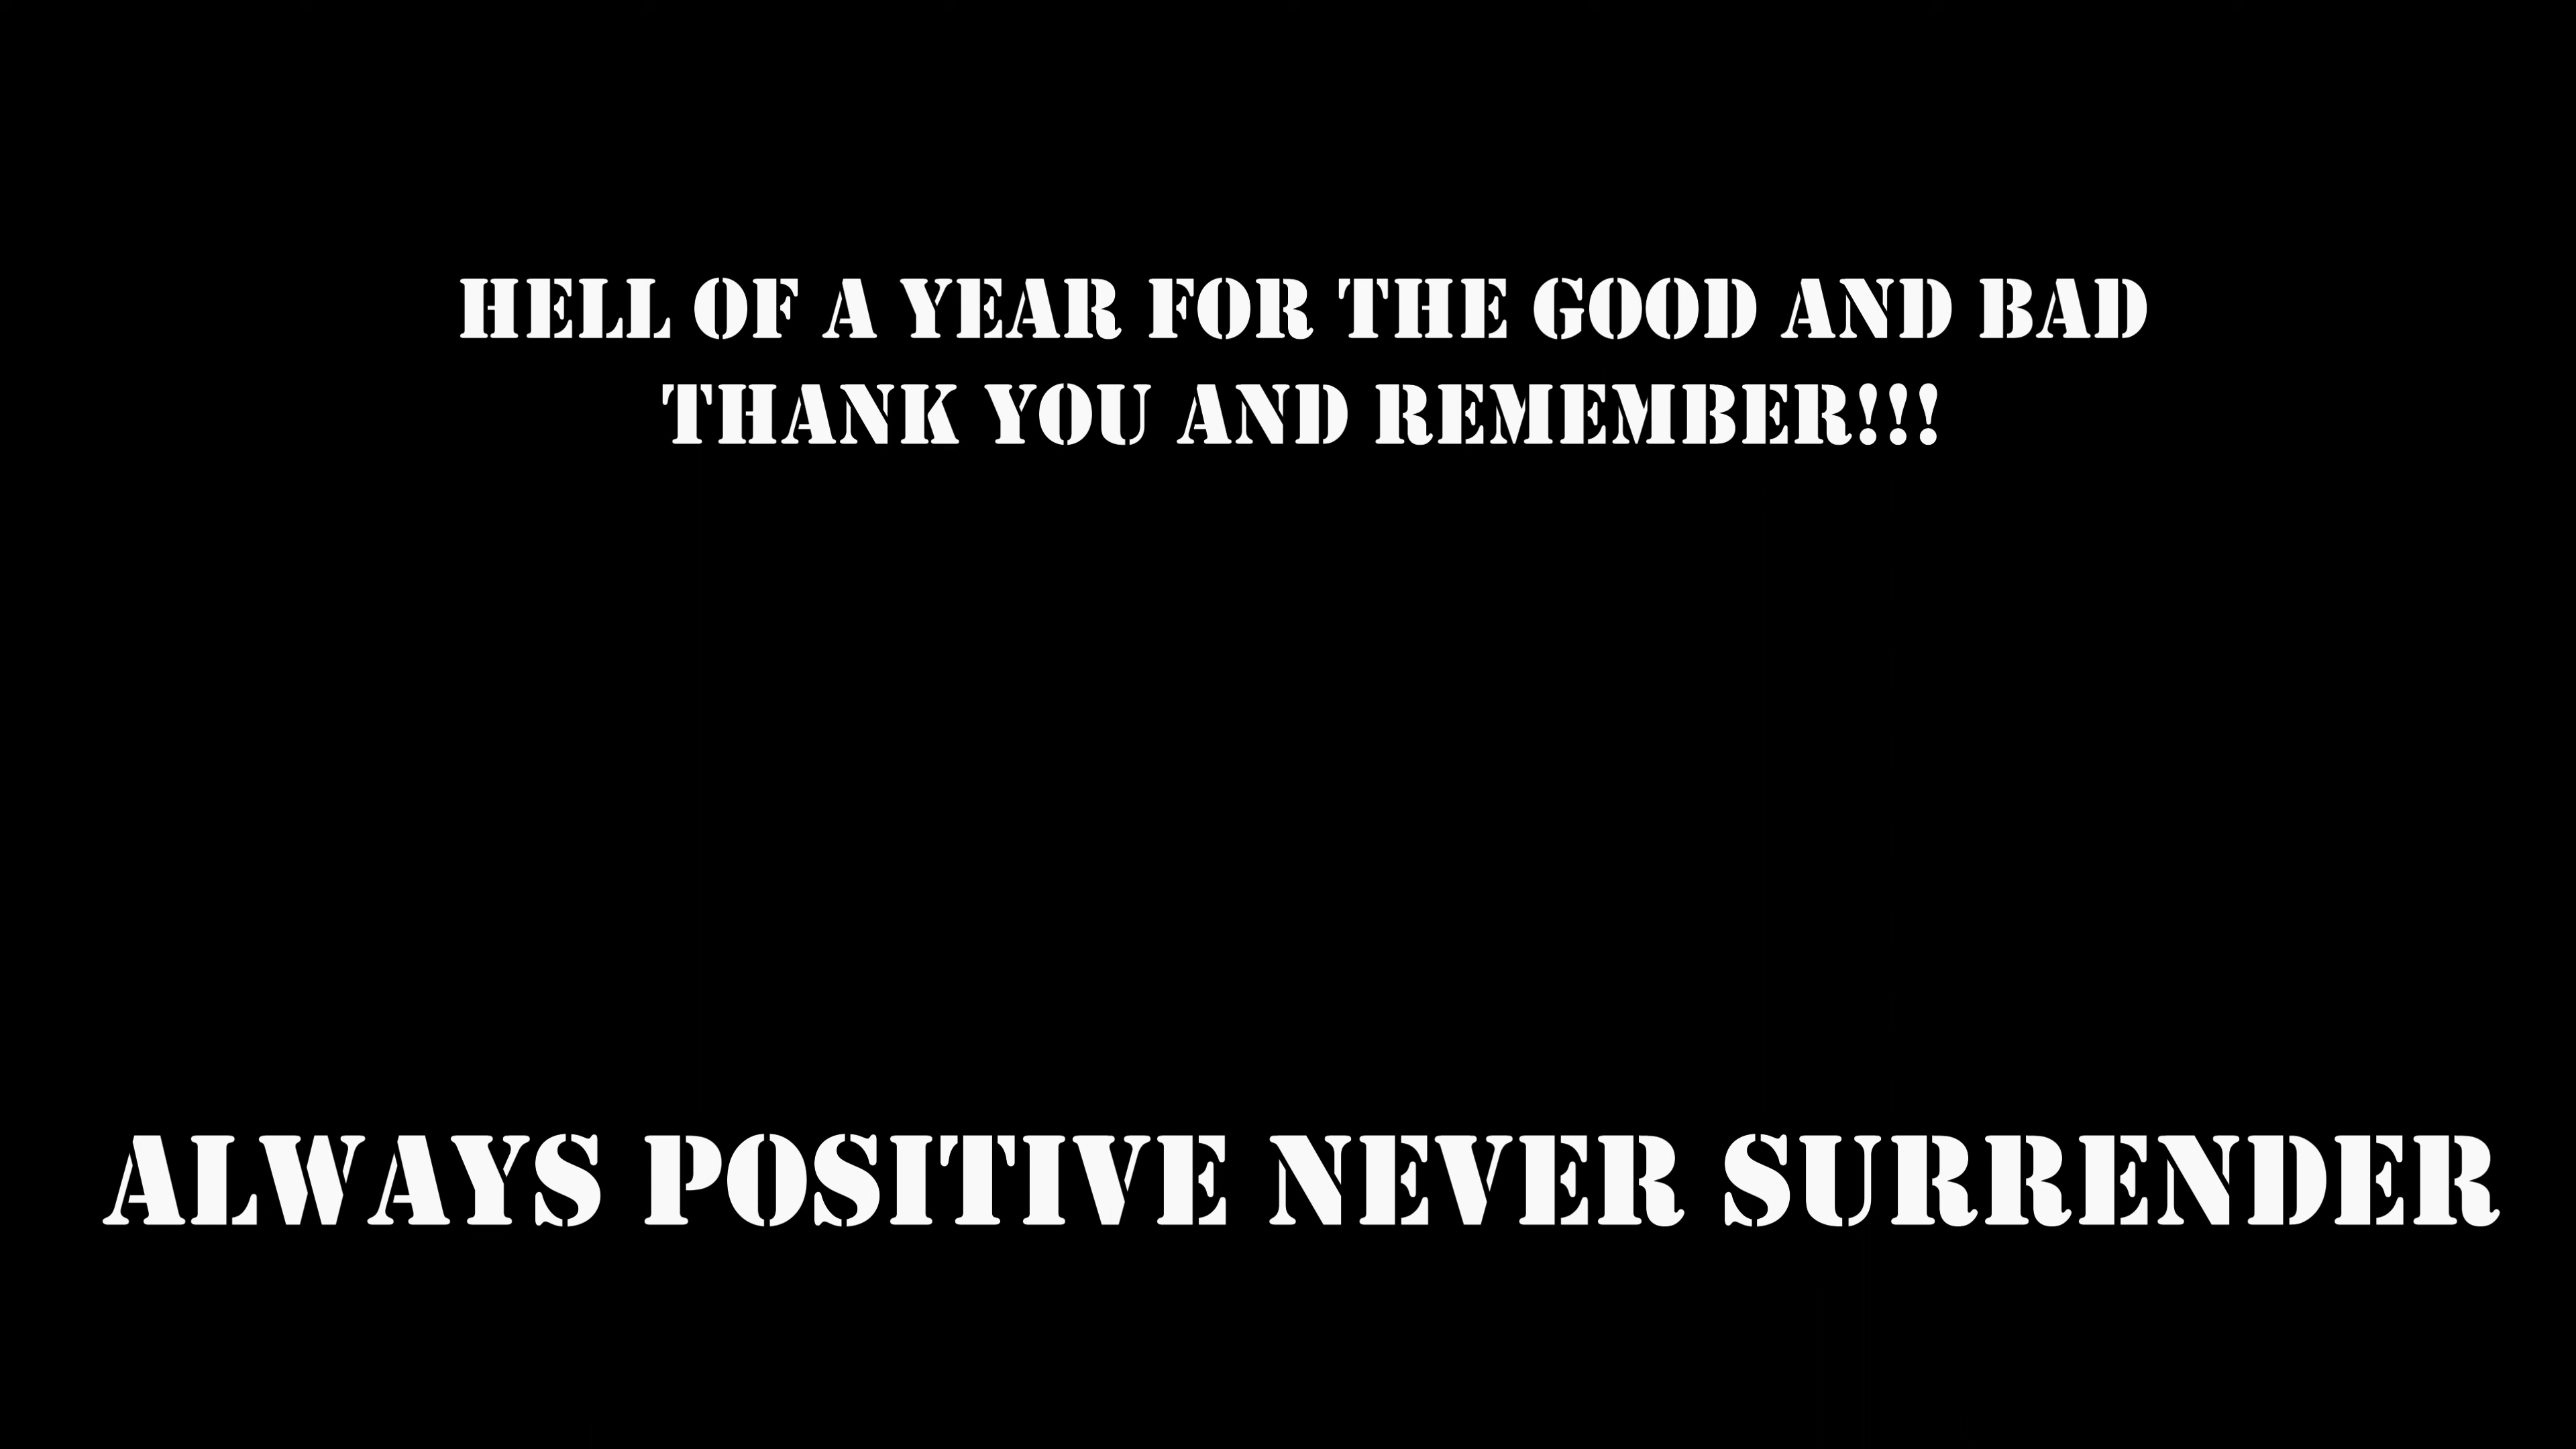 HELL OF A YEAR FOR THE GOOD AND BAD
THANK YOU AND REMEMBER!!!
ALWAYS POSITIVE NEVER SURRENDER